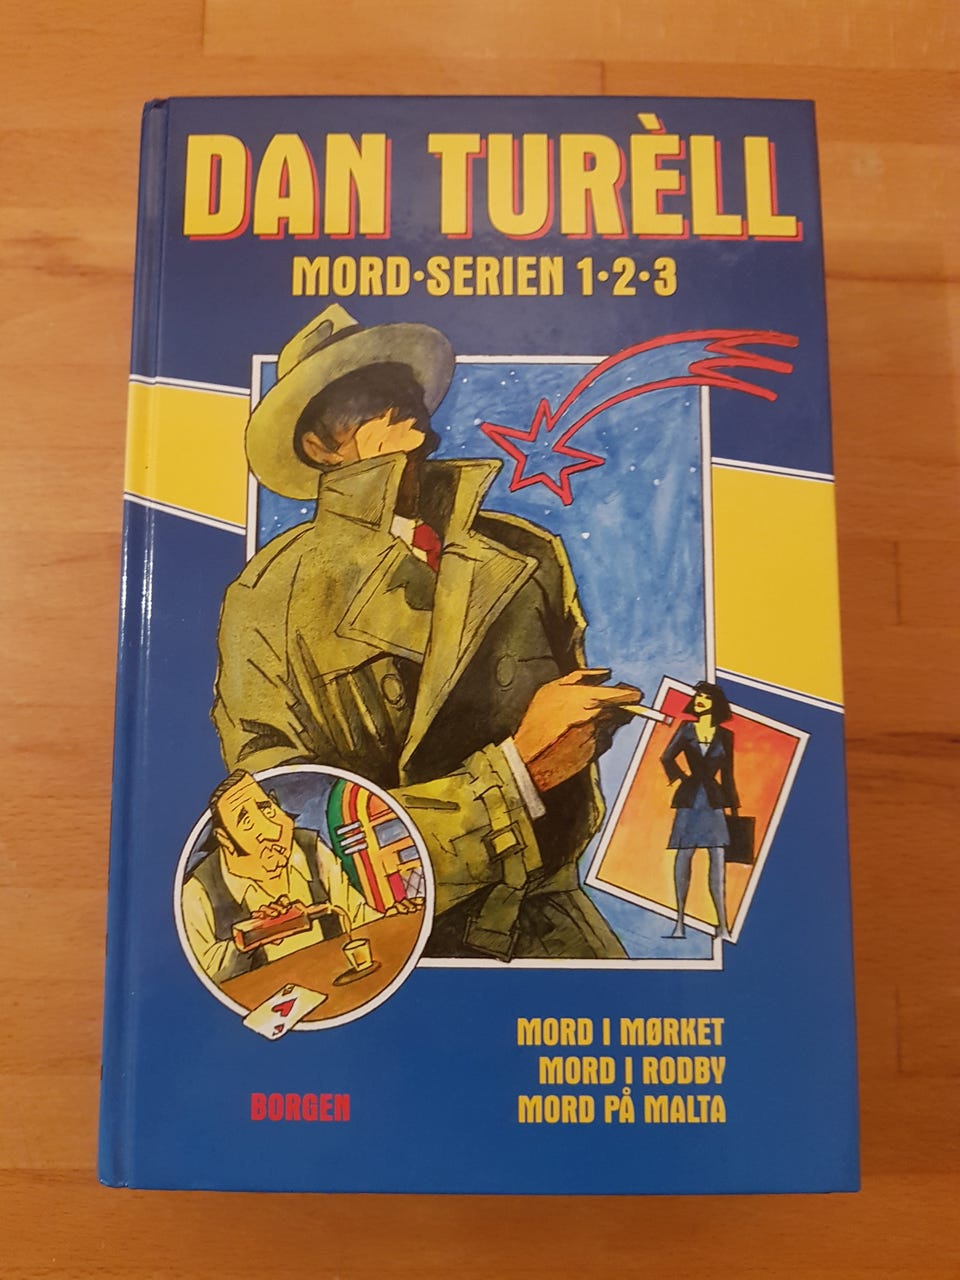 DAN TURÈLL
MORD·SERIEN 1·2·3
MORD I MØRKET
MORD I RODBY
MORD PÅ MALTA
BORGEN